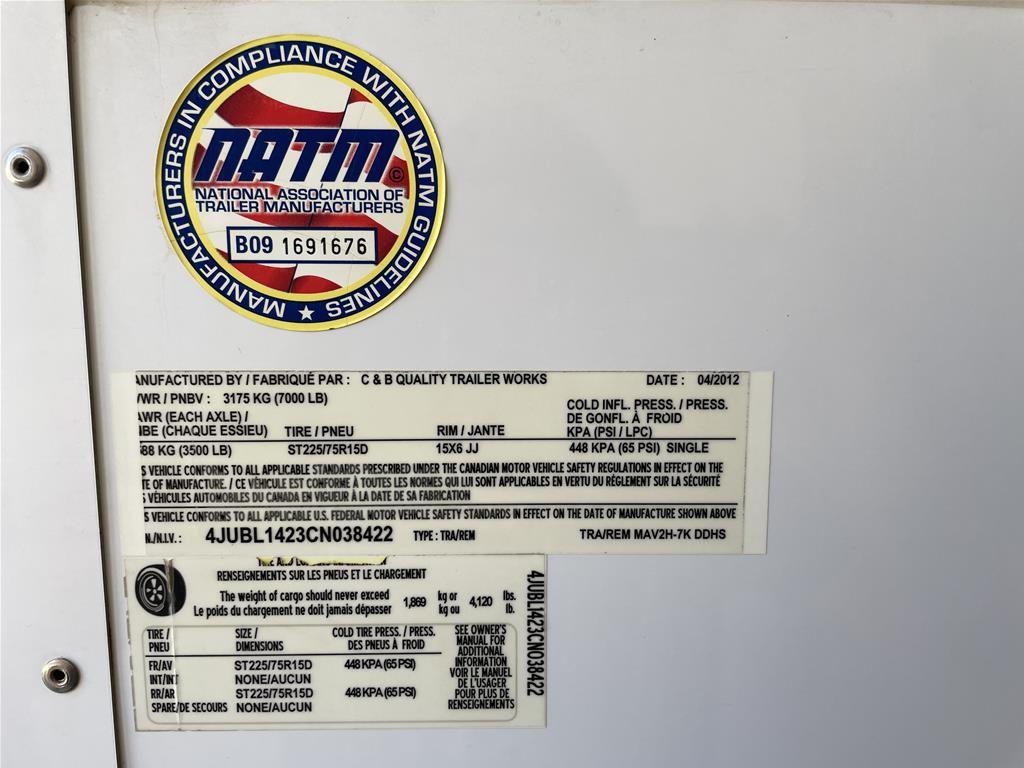 MANUFACTURERS IN COMPLIANCE WITH NATM GUIDELINES ★
NATM ©
NATIONAL ASSOCIATION OF
TRAILER MANUFACTURERS
B09 1691676
ANUFACTURED BY / FABRIQUÉ PAR : C & B QUALITY TRAILER WORKS DATE : 04/2012
VWR / PNBV : 3175 KG (7000 LB)
AWR (EACH AXLE) /
NBE (CHAQUE ESSIEU) TIRE / PNEU RIM / JANTE
COLD INFL. PRESS. / PRESS.
DE GONFL. À FROID
KPA (PSI / LPC)
588 KG (3500 LB) ST225/75R15D 15X6 JJ 448 KPA (65 PSI) SINGLE
S VEHICLE CONFORMS TO ALL APPLICABLE STANDARDS PRESCRIBED UNDER THE CANADIAN MOTOR VEHICLE SAFETY REGULATIONS IN EFFECT ON THE
TE OF MANUFACTURE. / CE VÉHICULE EST CONFORME À TOUTES LES NORMES QUI LUI SONT APPLICABLES EN VERTU DU RÈGLEMENT SUR LA SÉCURITÉ
S VÉHICULES AUTOMOBILES DU CANADA EN VIGUEUR À LA DATE DE SA FABRICATION
S VEHICLE CONFORMS TO ALL APPLICABLE U.S. FEDERAL MOTOR VEHICLE SAFETY STANDARDS IN EFFECT ON THE DATE OF MANUFACTURE SHOWN ABOVE
.N./N.I.V. : 4JUBL1423CN038422 TYPE : TRA/REM TRA/REM MAV2H-7K DDHS
RENSEIGNEMENTS SUR LES PNEUS ET LE CHARGEMENT
The weight of cargo should never exceed 1,869 kg or 4,120 lbs.
Le poids du chargement ne doit jamais dépasser kg ou lb.
TIRE / SIZE / COLD TIRE PRESS. / PRESS.
PNEU DIMENSIONS DES PNEUS À FROID
FR/AV ST225/75R15D 448 KPA (65 PSI)
INT/INT NONE/AUCUN
RR/AR ST225/75R15D 448 KPA (65 PSI)
SPARE/DE SECOURS NONE/AUCUN
SEE OWNER'S
MANUAL FOR
ADDITIONAL
INFORMATION
VOIR LE MANUEL
DE L'USAGER
POUR PLUS DE
RENSEIGNEMENTS
4JUBL1423CN038422